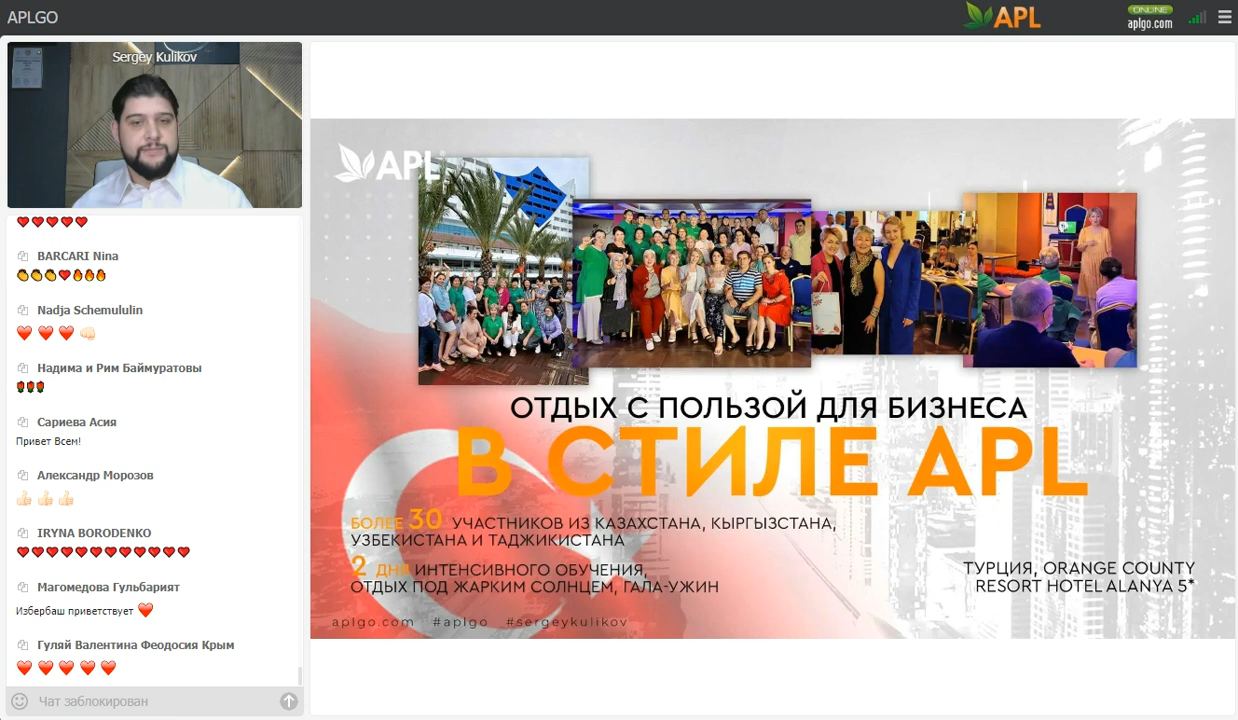 APLGO
APL
ONLINE
aplgo.com
Sergey Kulikov
BARCARI Nina
Nadja Schemululin
Надима и Рим Баймуратовы
Сариева Асия
Привет Всем!
Александр Морозов
IRYNA BORODENKO
Магомедова Гульбарият
Избербаш приветствует
Гуляй Валентина Феодосия Крым
Чат заблокирован
APL
ОТДЫХ С ПОЛЬЗОЙ ДЛЯ БИЗНЕСА
В СТИЛЕ APL
БОЛЕЕ 30 УЧАСТНИКОВ ИЗ КАЗАХСТАНА, КЫРГЫЗСТАНА,
УЗБЕКИСТАНА И ТАДЖИКИСТАНА
2 ДНЯ ИНТЕНСИВНОГО ОБУЧЕНИЯ,
ОТДЫХ ПОД ЖАРКИМ СОЛНЦЕМ, ГАЛА-УЖИН
ТУРЦИЯ, ORANGE COUNTY
RESORT HOTEL ALANYA 5*
aplgo.com #aplgo #sergeykulikov